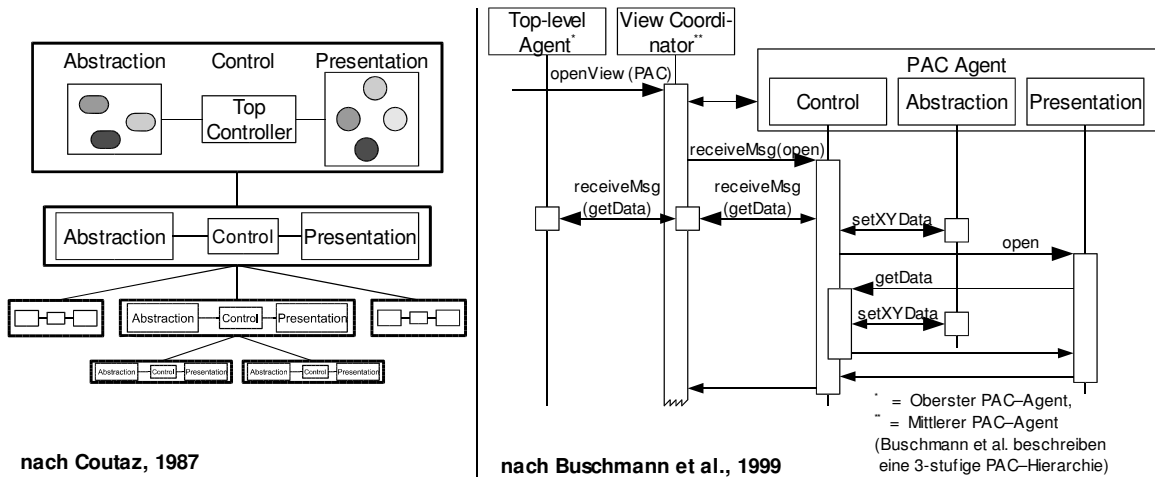 Abstraction Control Presentation
Top
Controller
Abstraction Control Presentation
Abstraction Control Presentation
Abstraction Control Presentation
Abstraction Control Presentation
nach Coutaz, 1987
Top-level
Agent*
View Coordi-
nator**
openView (PAC)
PAC Agent
Control Abstraction Presentation
receiveMsg(open)
receiveMsg
(getData)
receiveMsg
(getData)
setXYData
open
getData
setXYData
* = Oberster PAC–Agent,
** = Mittlerer PAC–Agent
(Buschmann et al. beschreiben
eine 3-stufige PAC–Hierarchie)
nach Buschmann et al., 1999